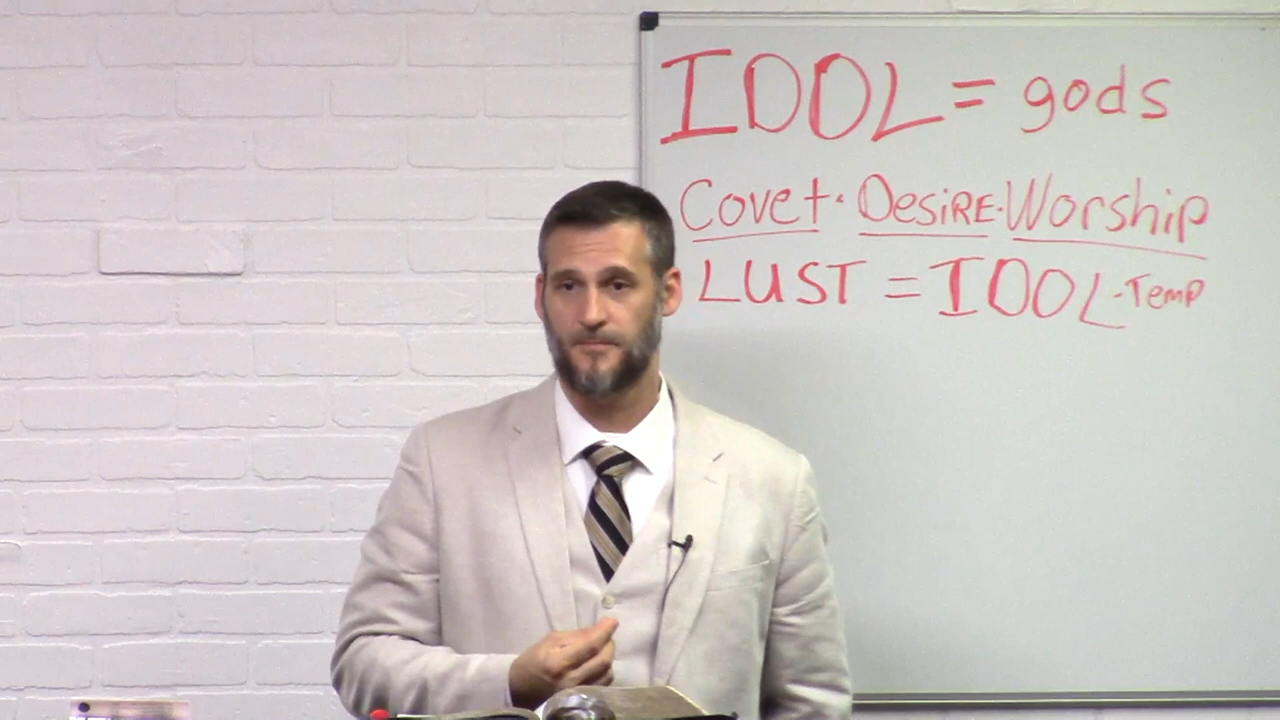 IDOL = gods
Covet · DesiRE · Worship
LUST = IDOL · Temp